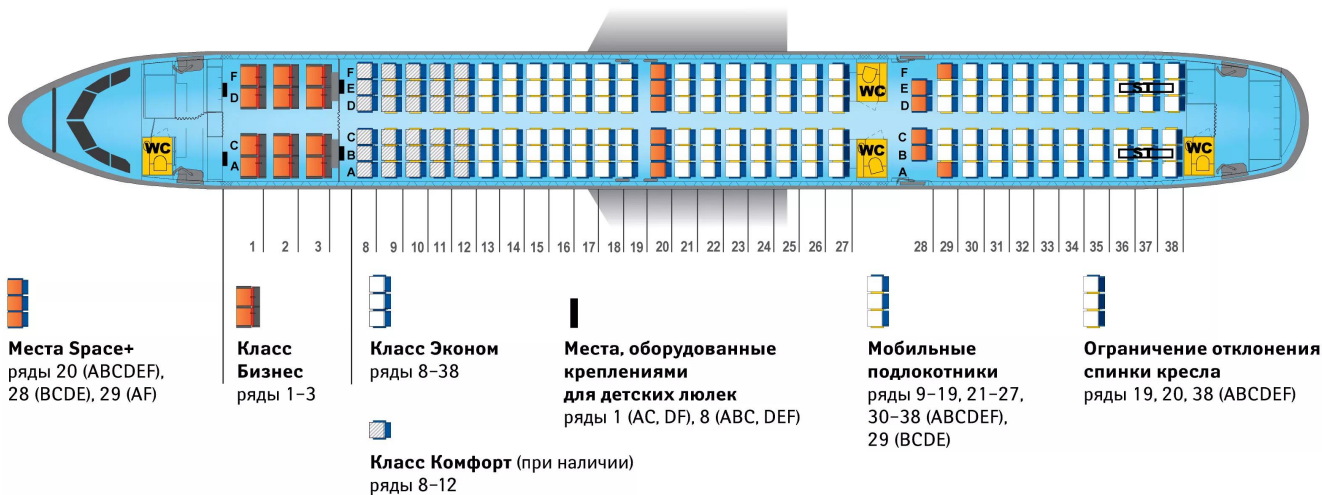 F
D
C
A
F
E
D
C
B
A
F
E
D
C
B
A
WC
WC
WC
WC
ST
ST
1 2 3 8 9 10 11 12 13 14 15 16 17 18 19 20 21 22 23 24 25 26 27 28 29 30 31 32 33 34 35 36 37 38
Места Space+
ряды 20 (ABCDEF),
28 (BCDE), 29 (AF)
Класс
Бизнес
ряды 1–3
Класс Эконом
ряды 8–38
Класс Комфорт (при наличии)
ряды 8–12
Места, оборудованные
креплениями
для детских люлек
ряды 1 (AC, DF), 8 (ABC, DEF)
Мобильные
подлокотники
ряды 9–19, 21–27,
30–38 (ABCDEF),
29 (BCDE)
Ограничение отклонения
спинки кресла
ряды 19, 20, 38 (ABCDEF)